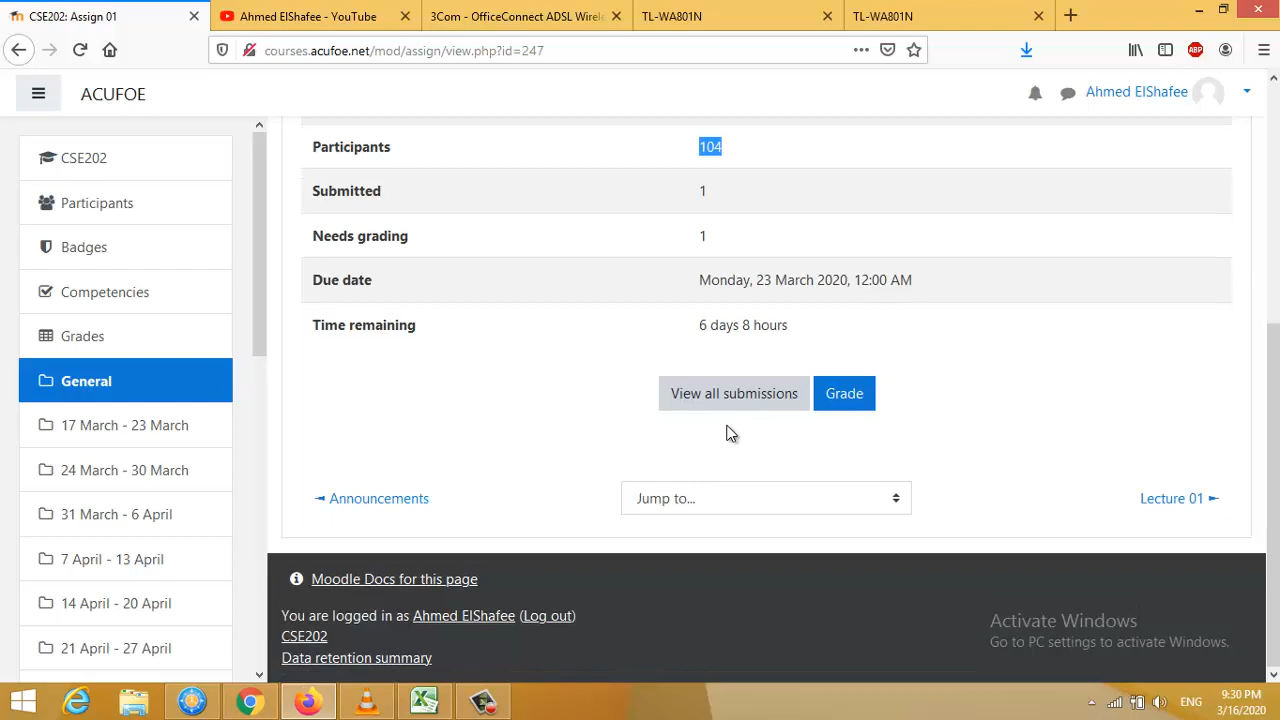 CSE202: Assign 01
Ahmed ElShafee - YouTube
3Com - OfficeConnect ADSL Wirel
TL-WA801N
TL-WA801N
courses.acufoe.net/mod/assign/view.php?id=247
ABP
ACUFOE
Ahmed ElShafee
CSE202
Participants
Badges
Competencies
Grades
General
17 March - 23 March
24 March - 30 March
31 March - 6 April
7 April - 13 April
14 April - 20 April
21 April - 27 April
Participants 104
Submitted 1
Needs grading 1
Due date Monday, 23 March 2020, 12:00 AM
Time remaining 6 days 8 hours
View all submissions Grade
◄ Announcements Jump to... Lecture 01 ►
Moodle Docs for this page
You are logged in as Ahmed ElShafee (Log out)
CSE202
Data retention summary
Activate Windows
Go to PC settings to activate Windows.
ENG
9:30 PM
3/16/2020